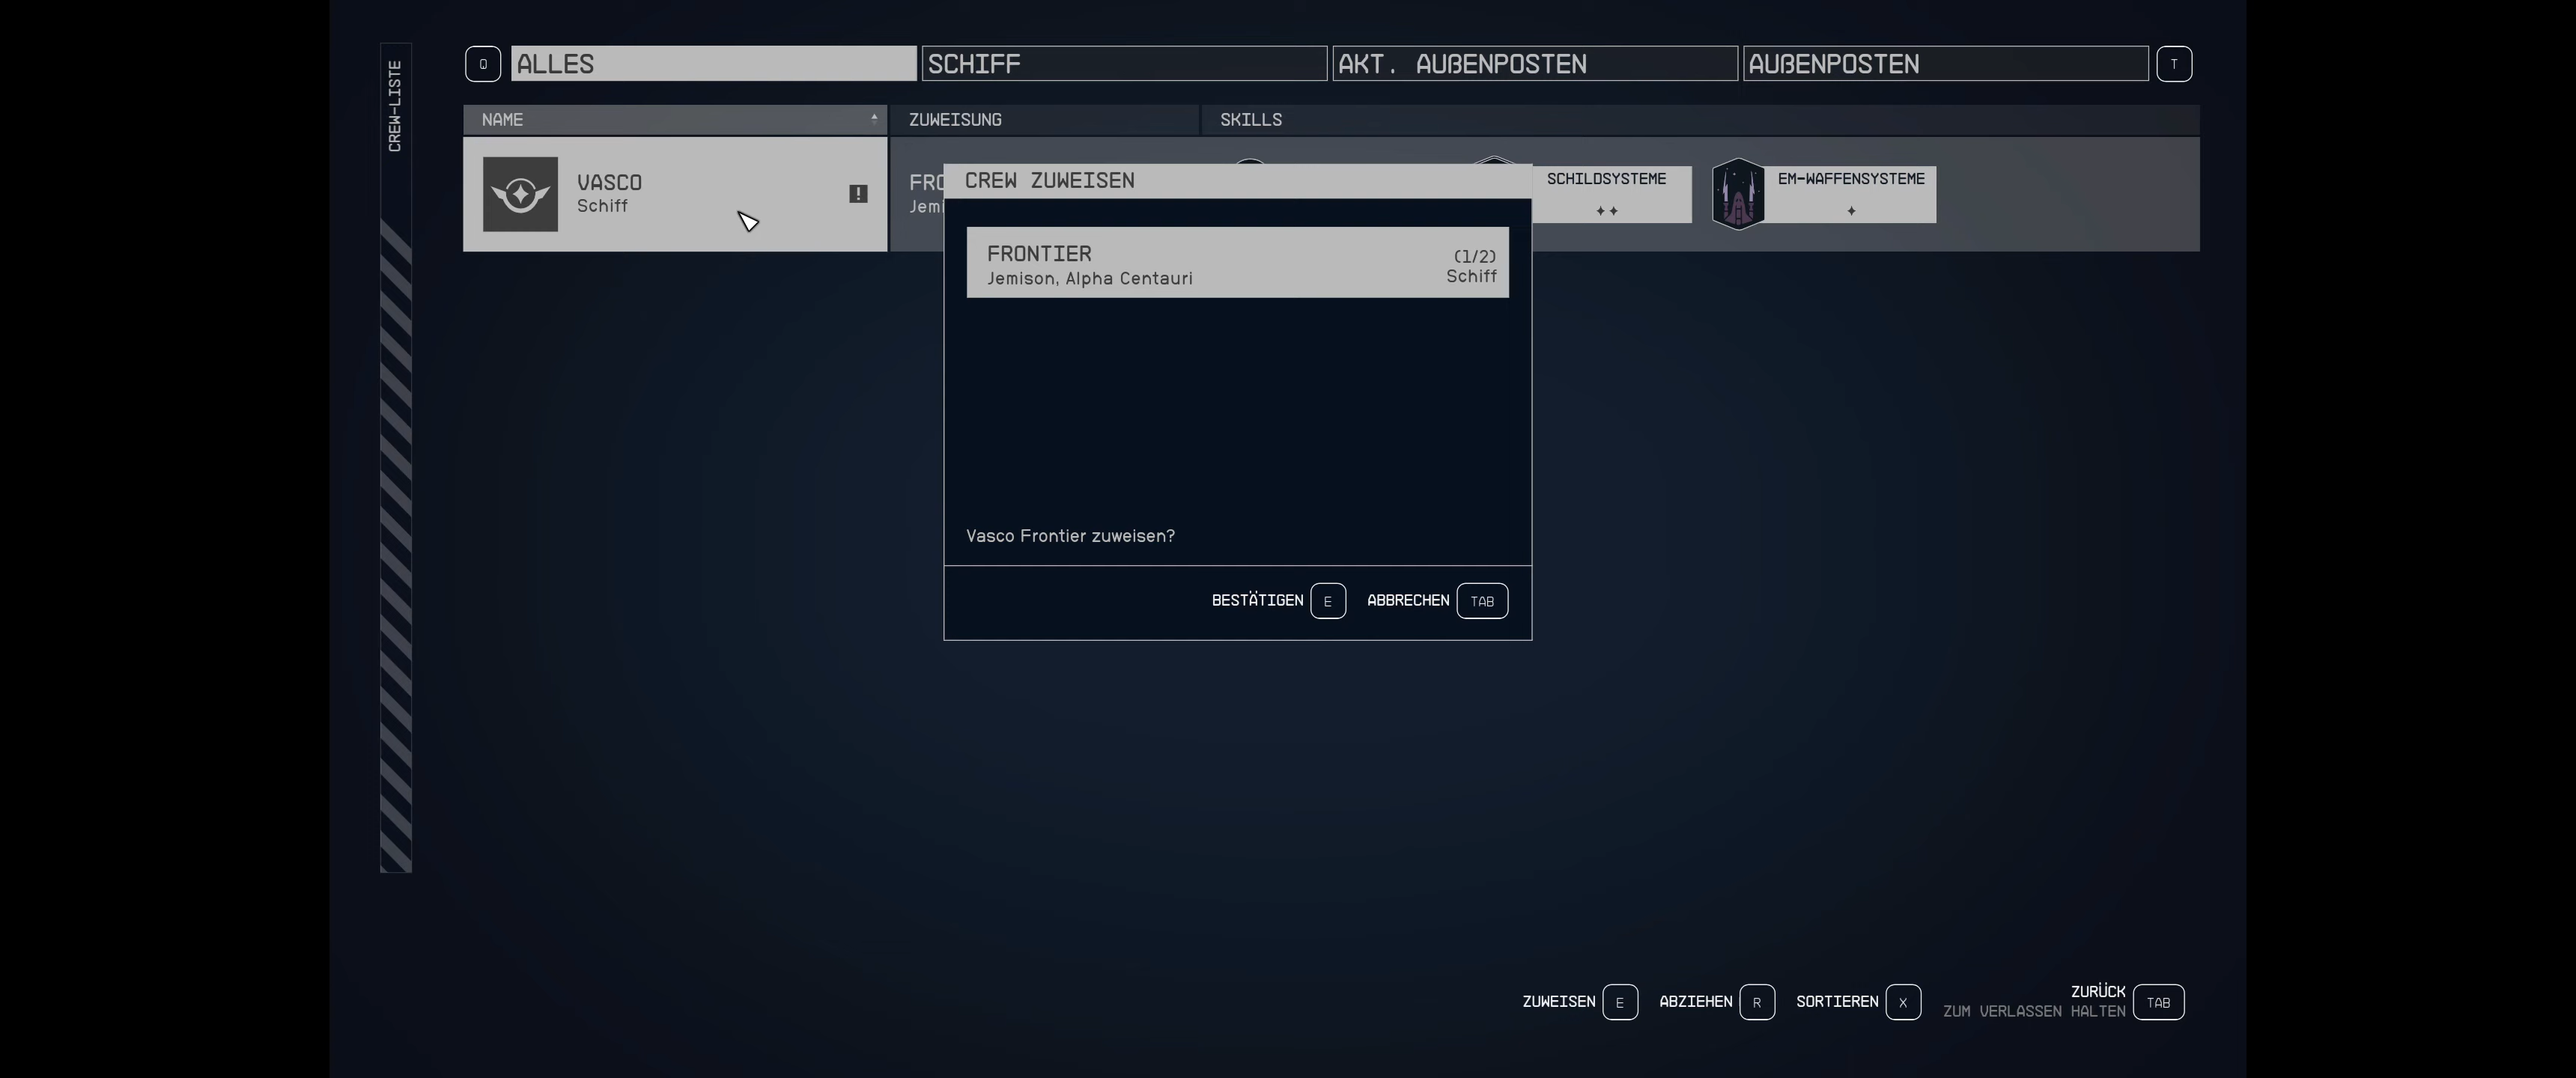 CREW-LISTE
Q
ALLES
SCHIFF
AKT. AUßENPOSTEN
AUßENPOSTEN
T
NAME
ZUWEISUNG
SKILLS
VASCO
Schiff
!
FRO
Jemi
SCHILDSYSTEME
EM-WAFFENSYSTEME
CREW ZUWEISEN
FRONTIER
Jemison, Alpha Centauri
(1/2)
Schiff
Vasco Frontier zuweisen?
BESTÄTIGEN E
ABBRECHEN TAB
ZUWEISEN E
ABZIEHEN R
SORTIEREN X
ZURÜCK
ZUM VERLASSEN HALTEN
TAB